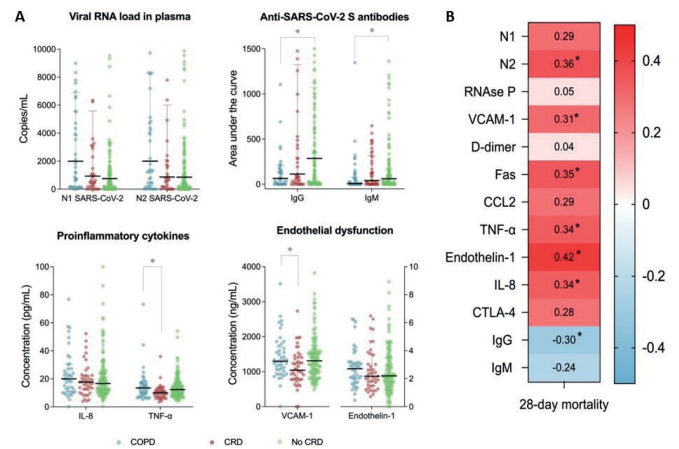 A
Viral RNA load in plasma
Copies/mL
10000
8000
6000
4000
2000
0
N1 SARS-CoV-2 N2 SARS-CoV-2
Anti-SARS-CoV-2 S antibodies
Area under the curve
1500
1000
500
0
*
*
IgG IgM
Proinflammatory cytokines
Concentration (pg/mL)
100
80
60
40
20
0
*
IL-8 TNF-α
Endothelial dysfunction
Concentration (ng/mL)
4000
3000
2000
1000
0
*
10
8
6
4
2
0
VCAM-1 Endothelin-1
COPD CRD No CRD
B
N1 0.29
N2 0.36*
RNAse P 0.05
VCAM-1 0.31*
D-dimer 0.04
Fas 0.35*
CCL2 0.29
TNF-α 0.34*
Endothelin-1 0.42*
IL-8 0.34*
CTLA-4 0.28
IgG -0.30*
IgM -0.24
28-day mortality
0.4
0.2
0
-0.2
-0.4